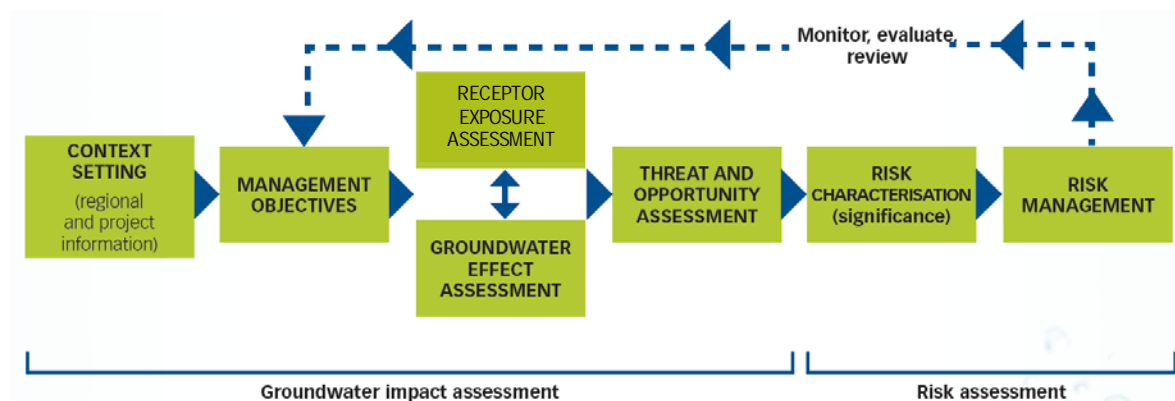 Monitor, evaluate,
review
CONTEXT
SETTING
(regional
and project
information)
MANAGEMENT
OBJECTIVES
RECEPTOR
EXPOSURE
ASSESSMENT
GROUNDWATER
EFFECT
ASSESSMENT
THREAT AND
OPPORTUNITY
ASSESSMENT
RISK
CHARACTERISATION
(significance)
RISK
MANAGEMENT
Groundwater impact assessment
Risk assessment